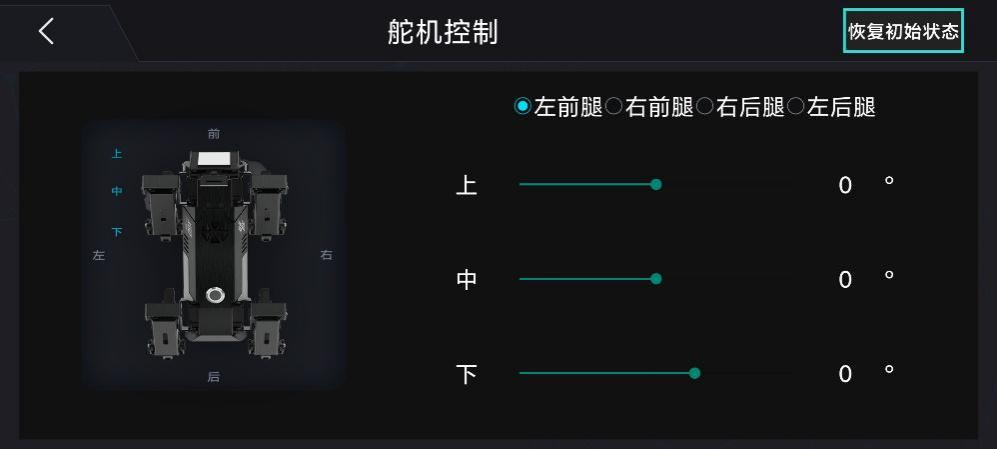 舵机控制
恢复初始状态
左前腿 右前腿 右后腿 左后腿
前
上
中
下
左
右
后
上 0 °
中 0 °
下 0 °